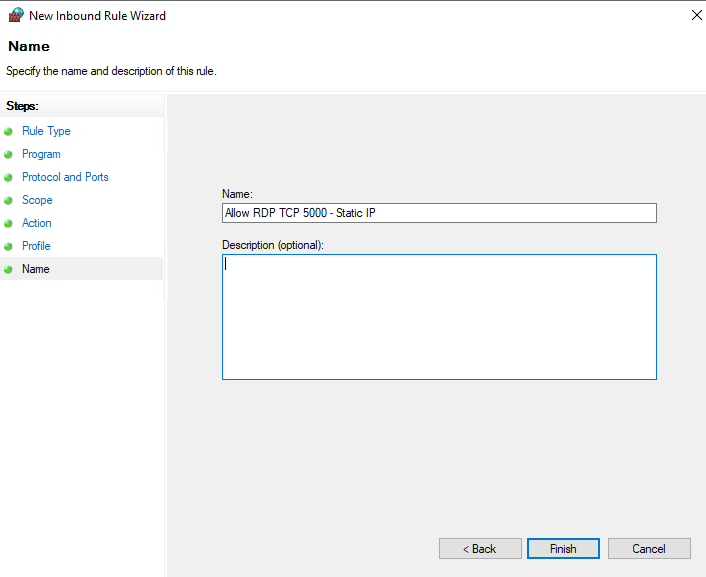 New Inbound Rule Wizard
Name
Specify the name and description of this rule.
Steps:
Rule Type
Program
Protocol and Ports
Scope
Action
Profile
Name
Name:
Allow RDP TCP 5000 - Static IP
Description (optional):
< Back
Finish
Cancel